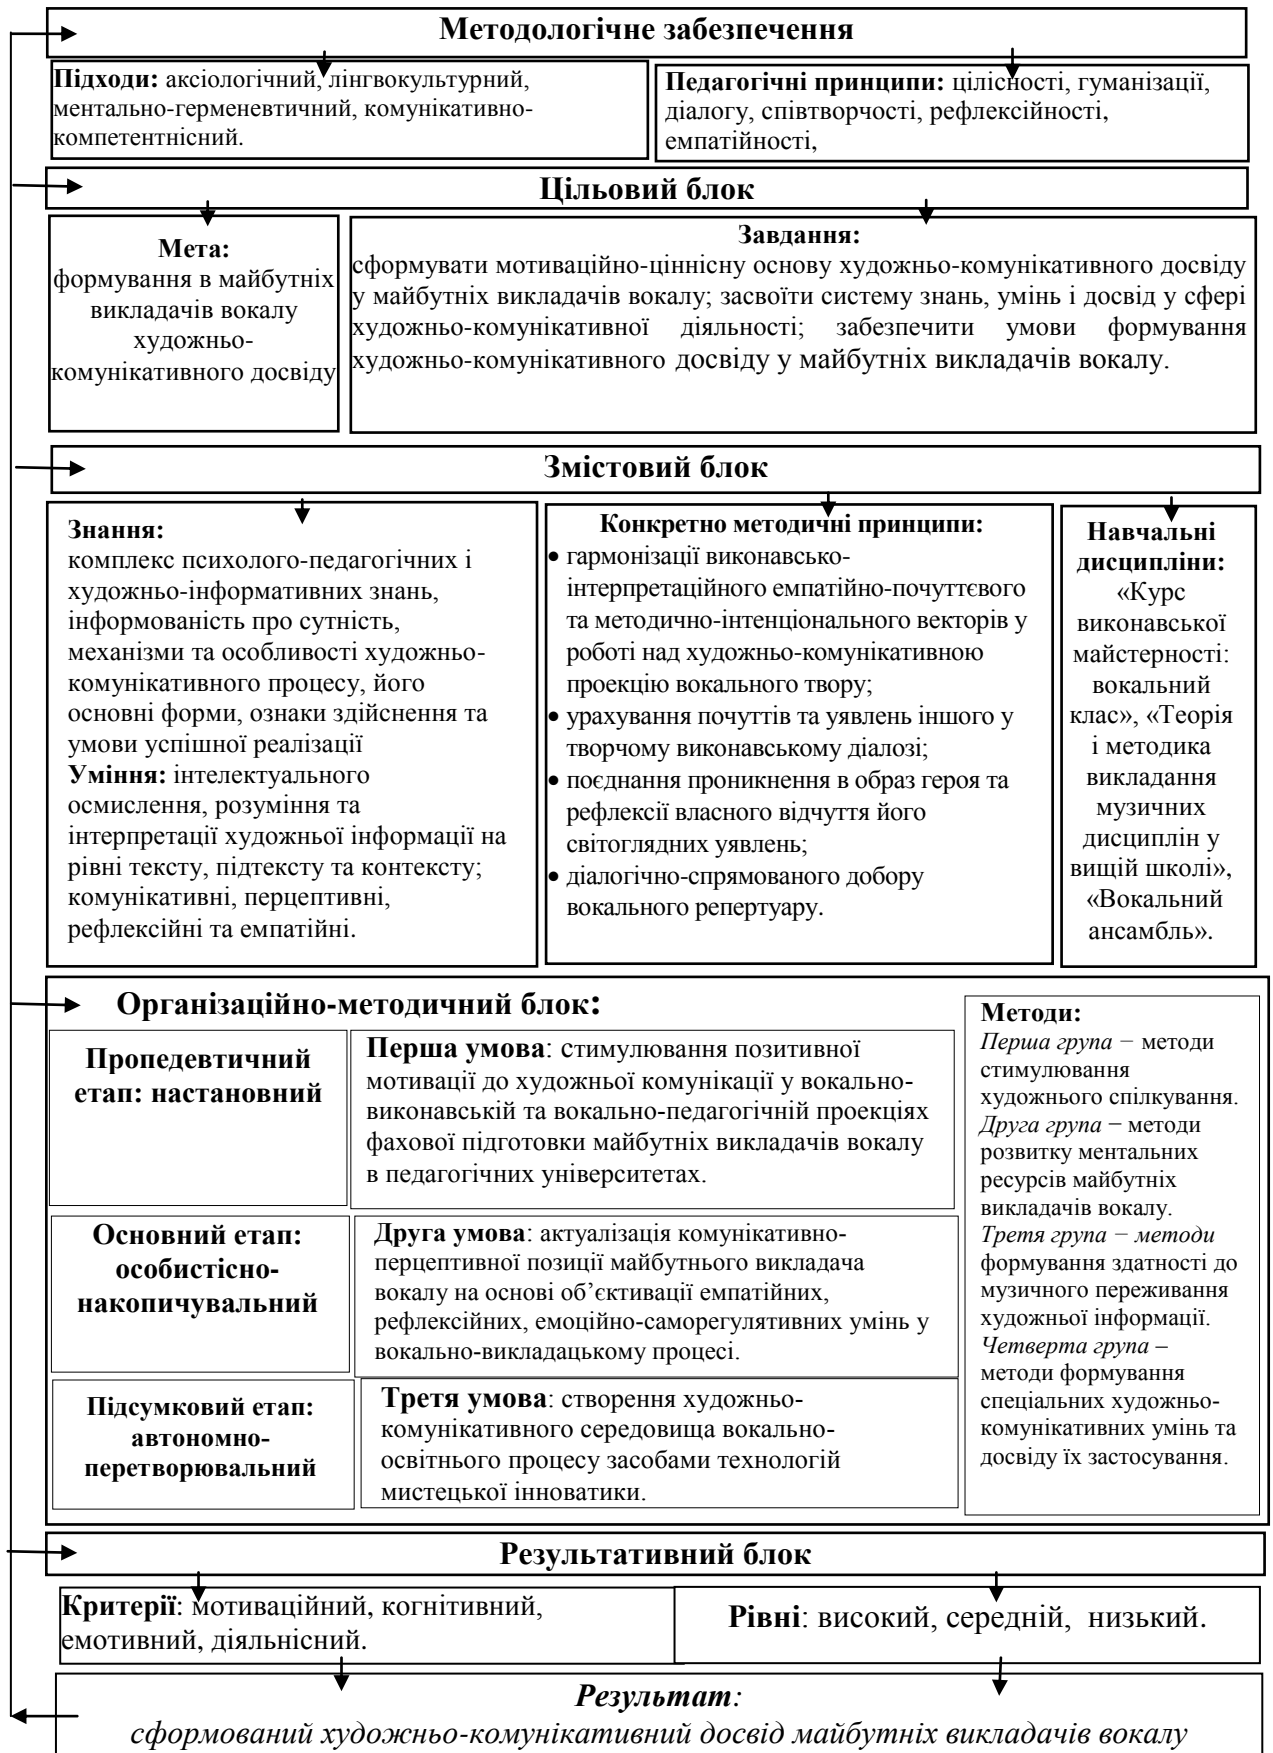 Методологічне забезпечення
Підходи: аксіологічний, лінгвокультурний,
ментально-герменевтичний, комунікативно-
компетентнісний.
Педагогічні принципи: цілісності, гуманізації,
діалогу, співтворчості, рефлексійності,
емпатійності,
Цільовий блок
Мета:
формування в майбутніх
викладачів вокалу
художньо-
комунікативного досвіду
Завдання:
сформувати мотиваційно-ціннісну основу художньо-комунікативного досвіду
у майбутніх викладачів вокалу; засвоїти систему знань, умінь і досвід у сфері
художньо-комунікативної діяльності; забезпечити умови формування
художньо-комунікативного досвіду у майбутніх викладачів вокалу.
Змістовий блок
Знання:
комплекс психолого-педагогічних і
художньо-інформативних знань,
інформованість про сутність,
механізми та особливості художньо-
комунікативного процесу, його
основні форми, ознаки здійснення та
умови успішної реалізації
Уміння: інтелектуального
осмислення, розуміння та
інтерпретації художньої інформації на
рівні тексту, підтексту та контексту;
комунікативні, перцептивні,
рефлексійні та емпатійні.
Конкретно методичні принципи:
• гармонізації виконавсько-
інтерпретаційного емпатійно-почуттєвого
та методично-інтенціонального векторів у
роботі над художньо-комунікативною
проекцію вокального твору;
• урахування почуттів та уявлень іншого у
творчому виконавському діалозі;
• поєднання проникнення в образ героя та
рефлексії власного відчуття його
світоглядних уявлень;
• діалогічно-спрямованого добору
вокального репертуару.
Навчальні
дисципліни:
«Курс
виконавської
майстерності:
вокальний
клас», «Теорія
і методика
викладання
музичних
дисциплін у
вищій школі»,
«Вокальний
ансамбль».
Організаційно-методичний блок:
Пропедевтичний
етап: настановний
Перша умова: стимулювання позитивної
мотивації до художньої комунікації у вокально-
виконавській та вокально-педагогічній проекціях
фахової підготовки майбутніх викладачів вокалу
в педагогічних університетах.
Основний етап:
особистісно-
накопичувальний
Друга умова: актуалізація комунікативно-
перцептивної позиції майбутнього викладача
вокалу на основі об’єктивації емпатійних,
рефлексійних, емоційно-саморегулятивних умінь у
вокально-викладацькому процесі.
Підсумковий етап:
автономно-
перетворювальний
Третя умова: створення художньо-
комунікативного середовища вокально-
освітнього процесу засобами технологій
мистецької інноватики.
Методи:
Перша група − методи
стимулювання
художнього спілкування.
Друга група − методи
розвитку ментальних
ресурсів майбутніх
викладачів вокалу.
Третя група − методи
формування здатності до
музичного переживання
художньої інформації.
Четверта група –
методи формування
спеціальних художньо-
комунікативних умінь та
досвіду їх застосування.
Результативний блок
Критерії: мотиваційний, когнітивний,
емотивний, діяльнісний.
Рівні: високий, середній, низький.
Результат:
сформований художньо-комунікативний досвід майбутніх викладачів вокалу